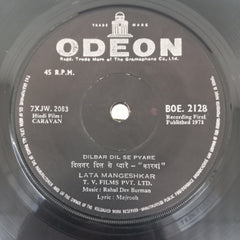 TRADE MARK
ODEON
Regd. Trade Mark of The Gramophone Co. Ltd.
45 R.P.M.
7XJW. 2083
Hindi Film:
CARAVAN
BOE. 2128
Recording First
Published 1971
DILBAR DIL SE PYARE
दिलबर दिल से प्यारे - "कारवां"
LATA MANGESHKAR
T. V. FILMS PVT. LTD.
Music: Rahul Dev Burman
Lyric: Majrooh